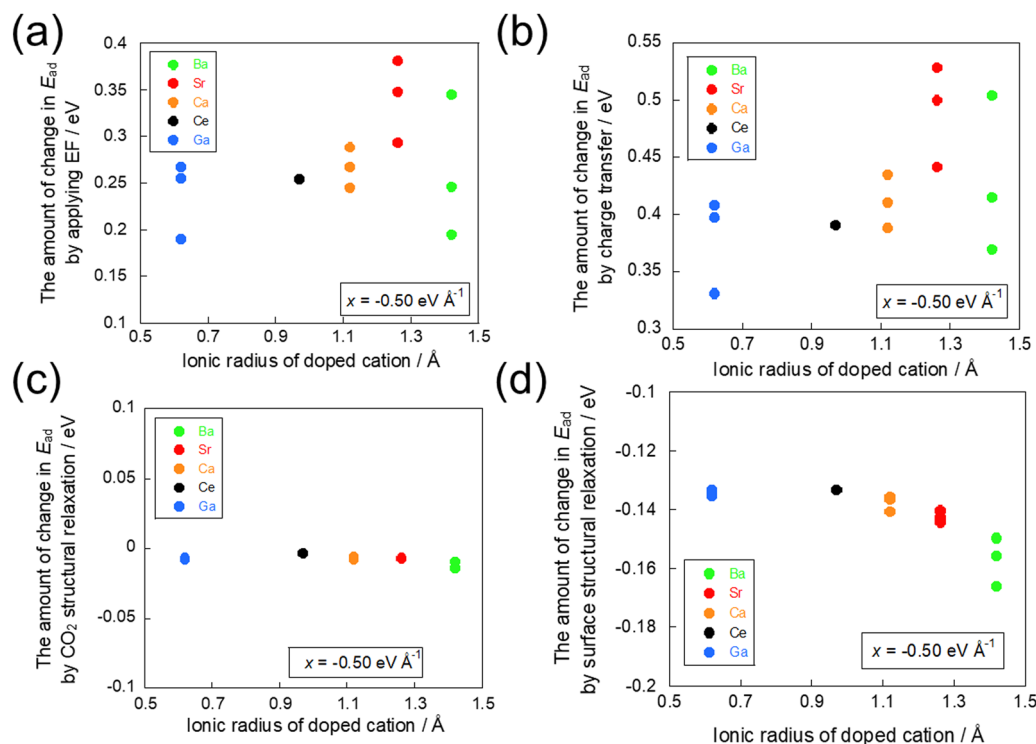 (a)
The amount of change in Ead
by applying EF / eV
0.4
0.35
0.3
0.25
0.2
0.15
0.1
Ba
Sr
Ca
Ce
Ga
x = -0.50 eV Å-1
0.5 0.7 0.9 1.1 1.3 1.5
Ionic radius of doped cation / Å
(b)
The amount of change in Ead
by charge transfer / eV
0.55
0.5
0.45
0.4
0.35
0.3
Ba
Sr
Ca
Ce
Ga
x = -0.50 eV Å-1
0.5 0.7 0.9 1.1 1.3 1.5
Ionic radius of doped cation / Å
(c)
The amount of change in Ead
by CO2 structural relaxation / eV
0.1
0.05
0
-0.05
-0.1
Ba
Sr
Ca
Ce
Ga
x = -0.50 eV Å-1
0.5 0.7 0.9 1.1 1.3 1.5
Ionic radius of doped cation / Å
(d)
The amount of change in Ead
by surface structural relaxation / eV
-0.1
-0.12
-0.14
-0.16
-0.18
-0.2
Ba
Sr
Ca
Ce
Ga
x = -0.50 eV Å-1
0.5 0.7 0.9 1.1 1.3 1.5
Ionic radius of doped cation / Å